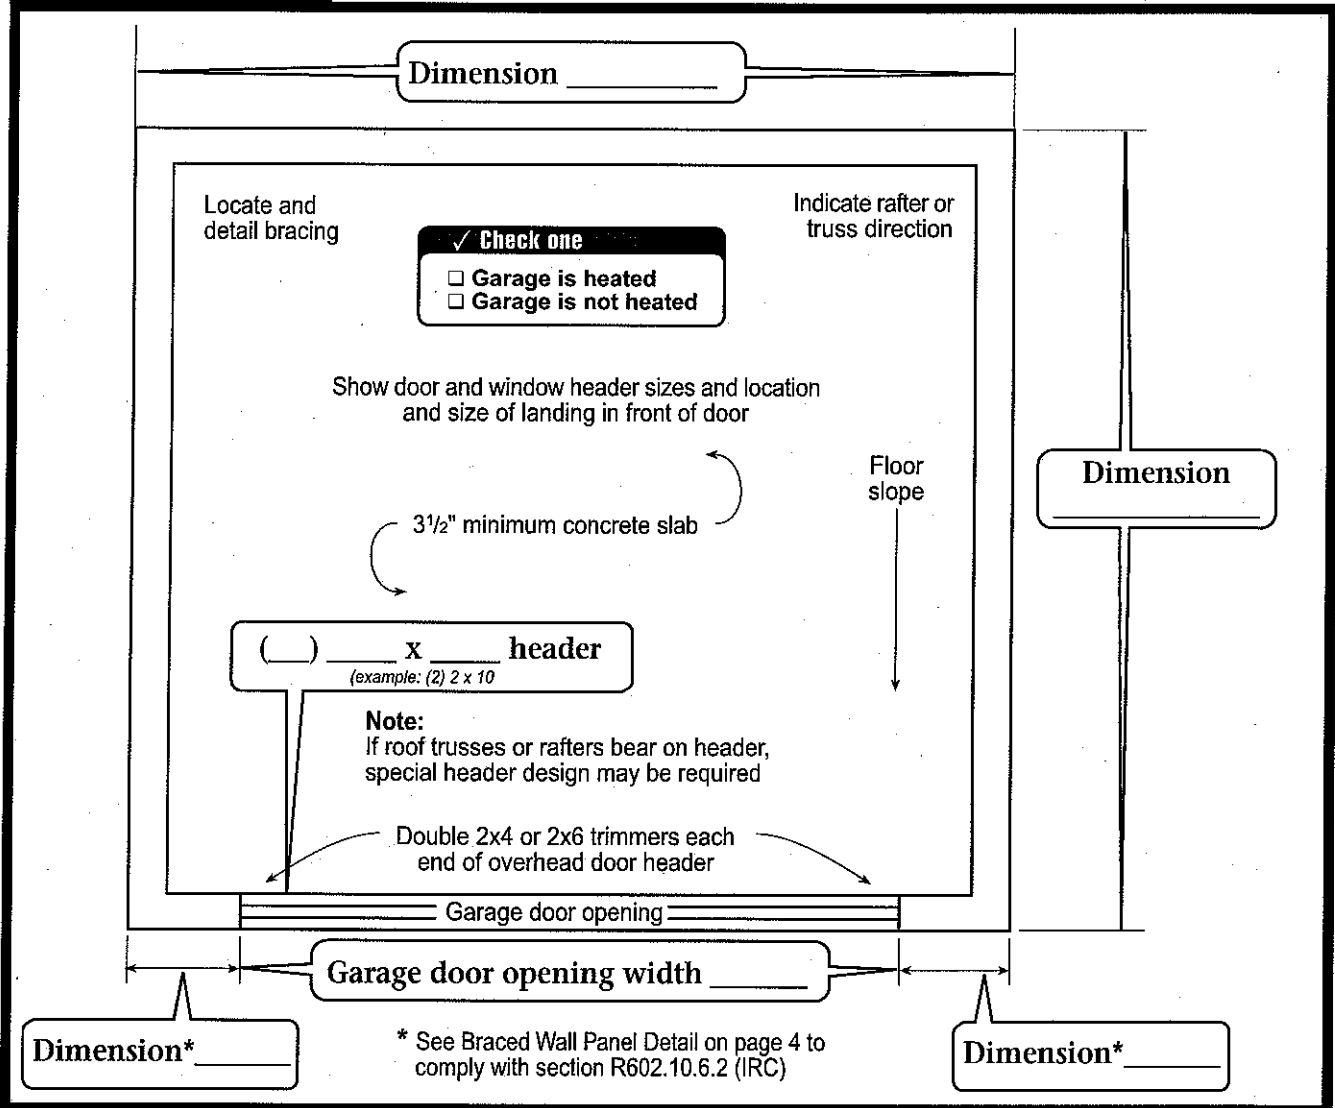 Dimension
Locate and
detail bracing
Indicate rafter or
truss direction
✓ Check one
❑ Garage is heated
❑ Garage is not heated
Show door and window header sizes and location
and size of landing in front of door
Floor
slope
Dimension
3 1/2" minimum concrete slab
(__) ____ x ____ header
(example: (2) 2 x 10
Note:
If roof trusses or rafters bear on header,
special header design may be required
Double 2x4 or 2x6 trimmers each
end of overhead door header
Garage door opening
Garage door opening width ______
Dimension* ______
* See Braced Wall Panel Detail on page 4 to
comply with section R602.10.6.2 (IRC)
Dimension* ______